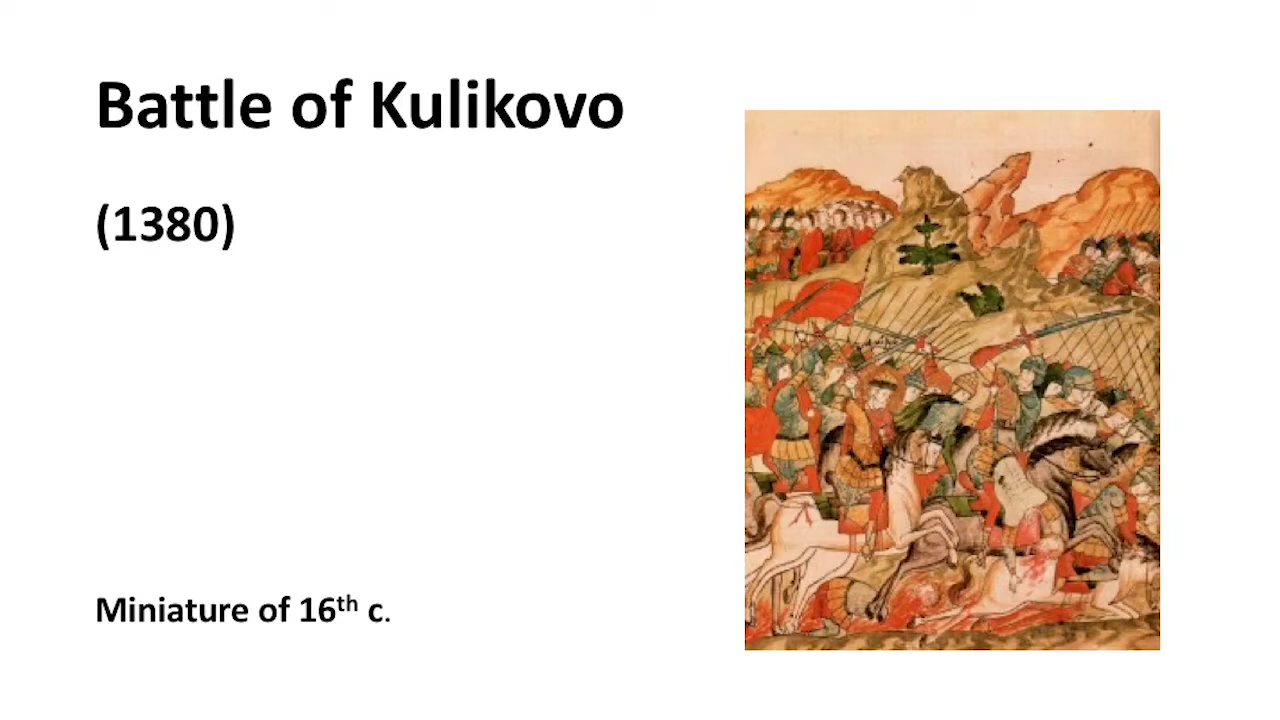 Battle of Kulikovo
(1380)
Miniature of 16th c.